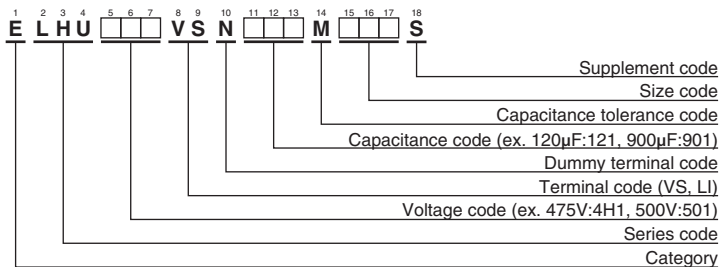 1 2 3 4 5 6 7 8 9 10 11 12 13 14 15 16 17 18
E L H U V S N M S
Supplement code
Size code
Capacitance tolerance code
Capacitance code (ex. 120µF:121, 900µF:901)
Dummy terminal code
Terminal code (VS, LI)
Voltage code (ex. 475V:4H1, 500V:501)
Series code
Category